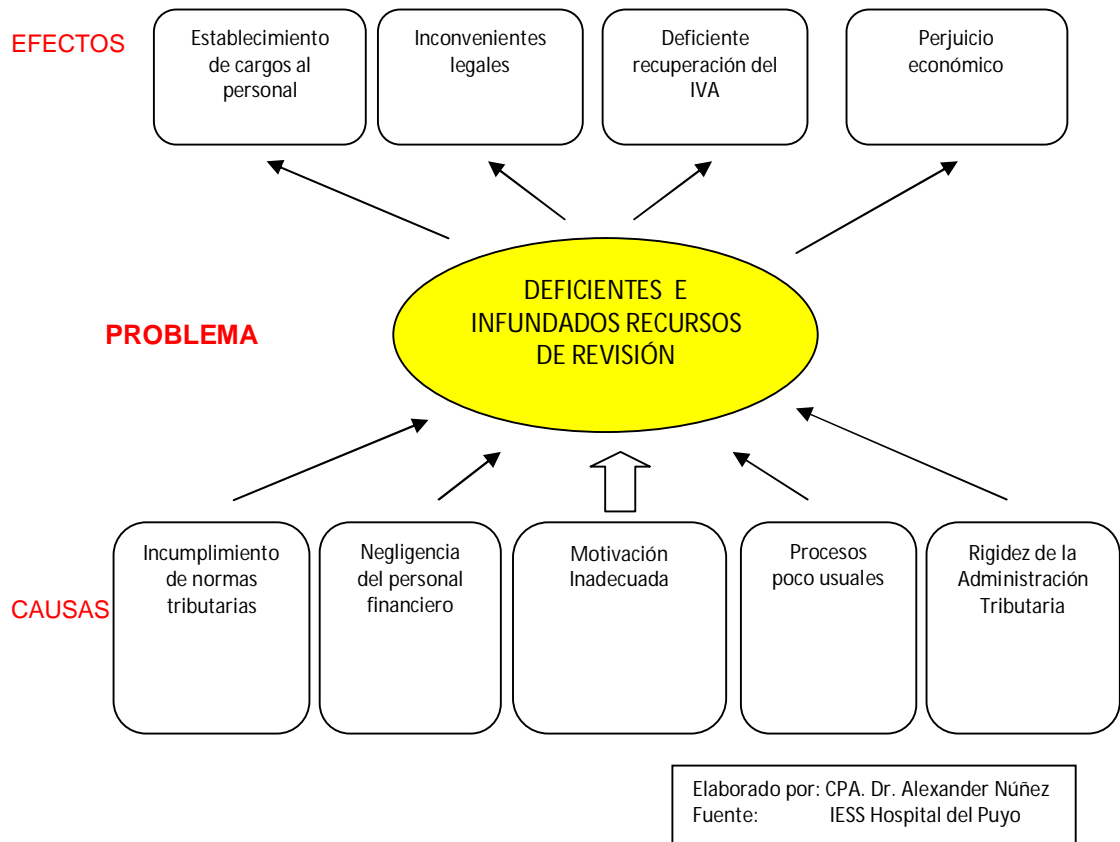 EFECTOS
Establecimiento
de cargos al
personal
Inconvenientes
legales
Deficiente
recuperación del
IVA
Perjuicio
económico
PROBLEMA
DEFICIENTES E
INFUNDADOS RECURSOS
DE REVISIÓN
CAUSAS
Incumplimiento
de normas
tributarias
Negligencia
del personal
financiero
Motivación
Inadecuada
Procesos
poco usuales
Rigidez de la
Administración
Tributaria
Elaborado por: CPA. Dr. Alexander Núñez
Fuente: IESS Hospital del Puyo